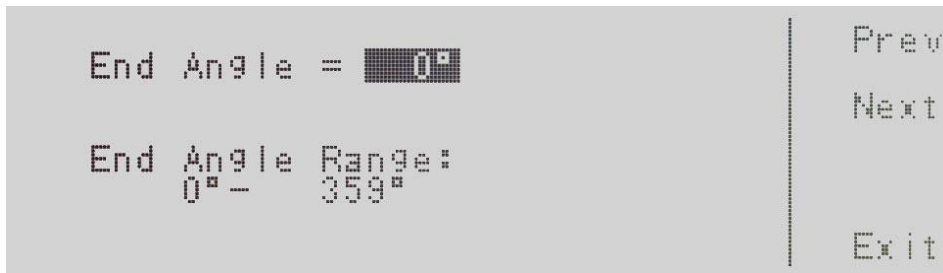 End Angle = 0°
End Angle Range:
0°– 359°
Prev
Next
Exit